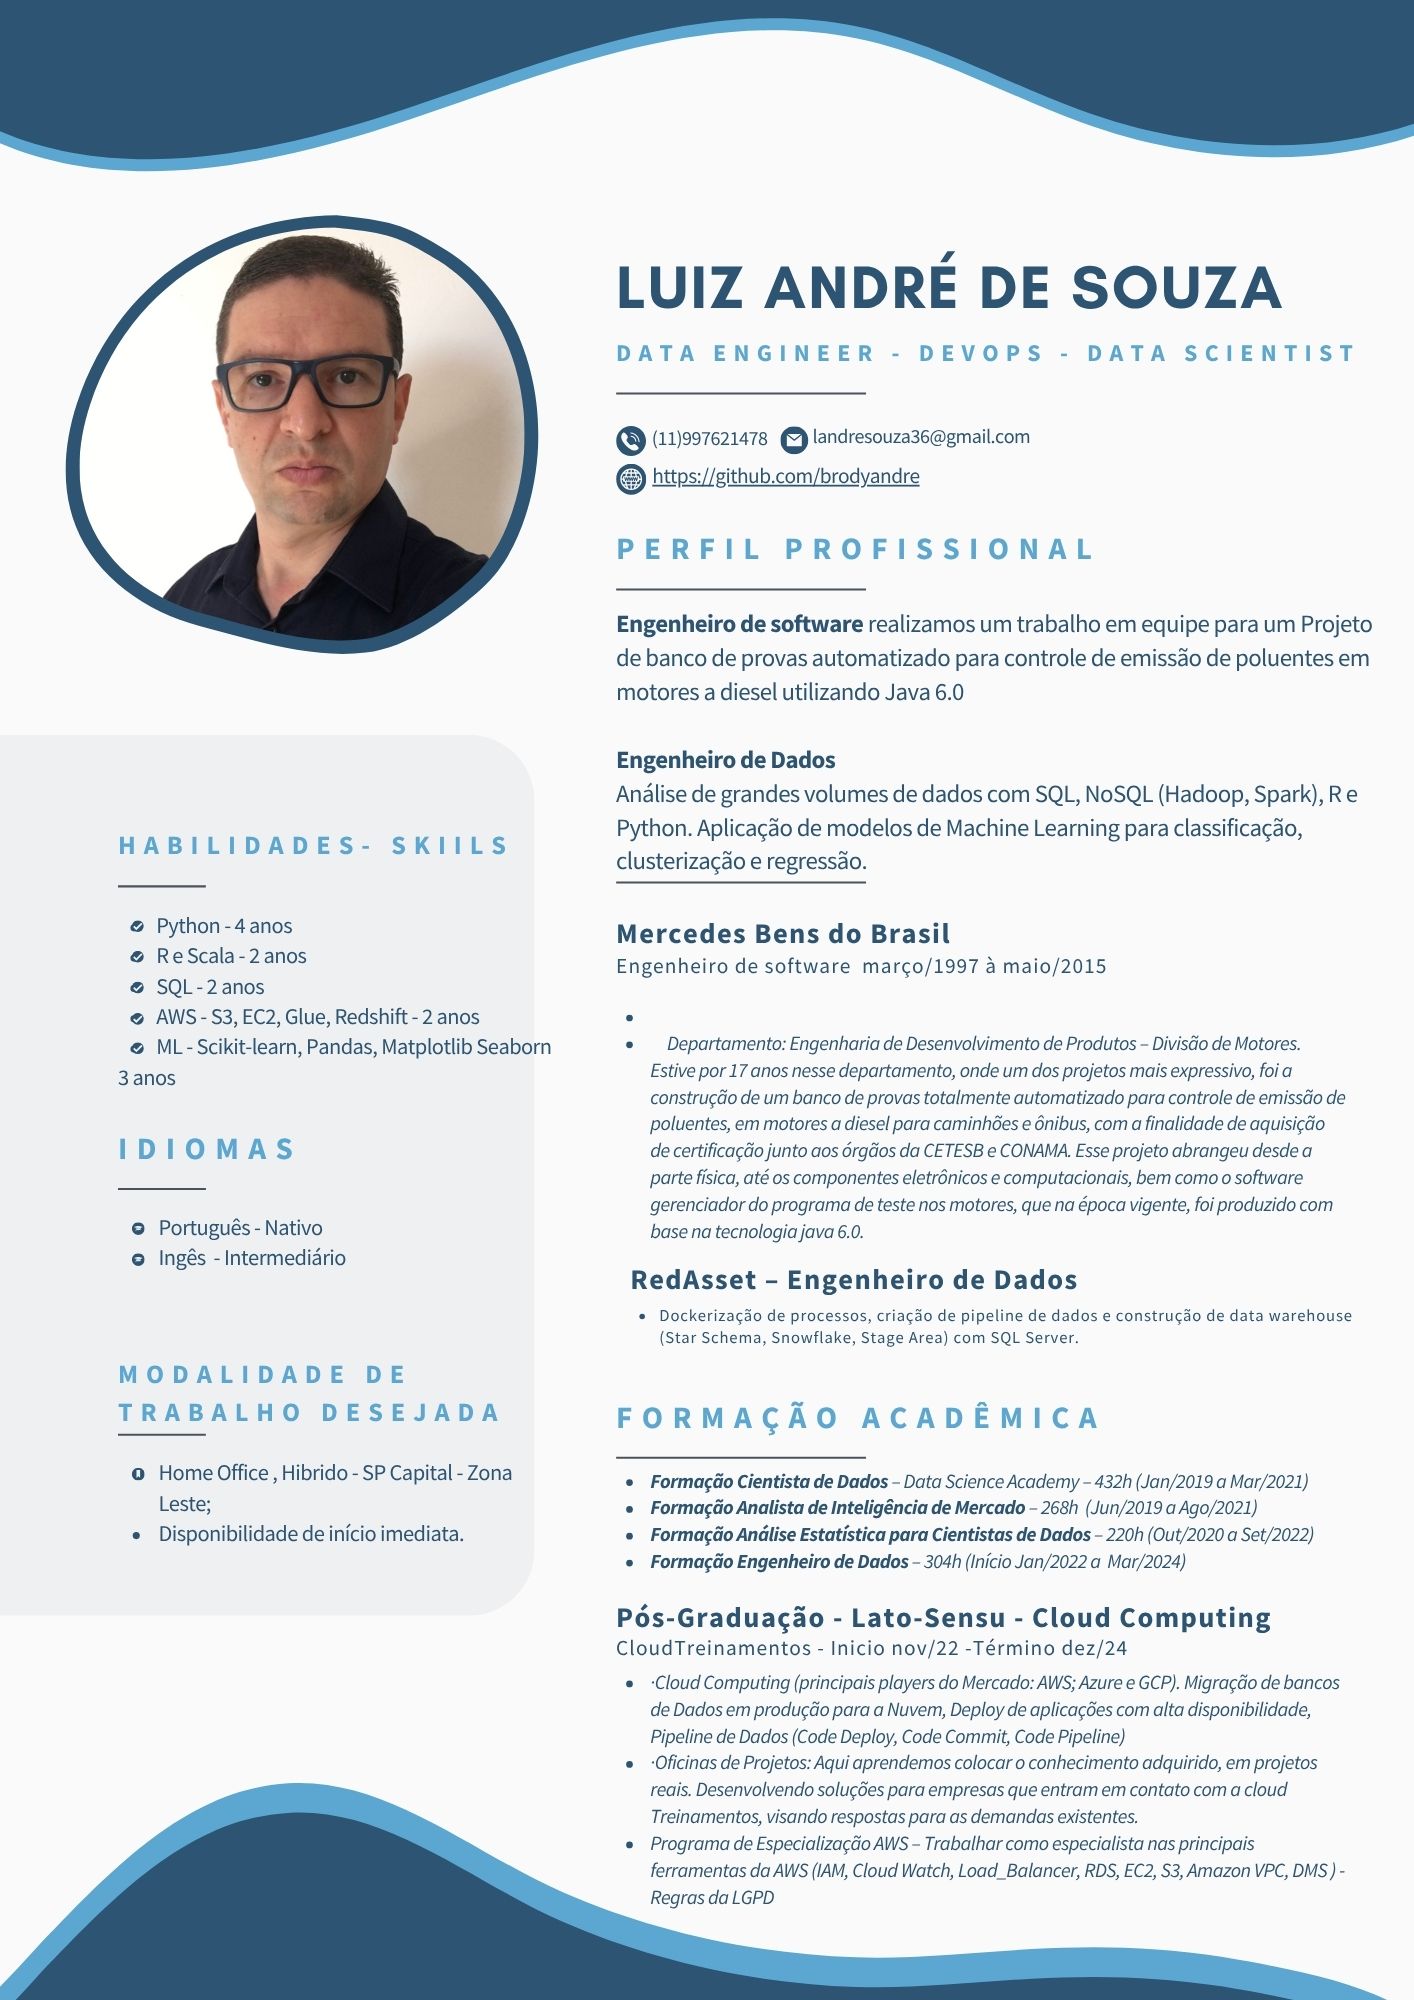 LUIZ ANDRÉ DE SOUZA
DATA ENGINEER - DEVOPS - DATA SCIENTIST
(11)997621478 landresouza36@gmail.com
https://github.com/brodyandre
PERFIL PROFISSIONAL
Engenheiro de software realizamos um trabalho em equipe para um Projeto
de banco de provas automatizado para controle de emissão de poluentes em
motores a diesel utilizando Java 6.0
Engenheiro de Dados
Análise de grandes volumes de dados com SQL, NoSQL (Hadoop, Spark), R e
Python. Aplicação de modelos de Machine Learning para classificação,
clusterização e regressão.
HABILIDADES- SKIILS
Python - 4 anos
R e Scala - 2 anos
SQL - 2 anos
AWS - S3, EC2, Glue, Redshift - 2 anos
ML - Scikit-learn, Pandas, Matplotlib Seaborn
3 anos
IDIOMAS
Português - Nativo
Ingês - Intermediário
MODALIDADE DE
TRABALHO DESEJADA
Home Office , Hibrido - SP Capital - Zona
Leste;
Disponibilidade de início imediata.
Mercedes Bens do Brasil
Engenheiro de software março/1997 à maio/2015
Departamento: Engenharia de Desenvolvimento de Produtos – Divisão de Motores.
Estive por 17 anos nesse departamento, onde um dos projetos mais expressivo, foi a
construção de um banco de provas totalmente automatizado para controle de emissão de
poluentes, em motores a diesel para caminhões e ônibus, com a finalidade de aquisição
de certificação junto aos órgãos da CETESB e CONAMA. Esse projeto abrangeu desde a
parte física, até os componentes eletrônicos e computacionais, bem como o software
gerenciador do programa de teste nos motores, que na época vigente, foi produzido com
base na tecnologia java 6.0.
RedAsset – Engenheiro de Dados
Dockerização de processos, criação de pipeline de dados e construção de data warehouse
(Star Schema, Snowflake, Stage Area) com SQL Server.
FORMAÇÃO ACADÊMICA
Formação Cientista de Dados – Data Science Academy – 432h (Jan/2019 a Mar/2021)
Formação Analista de Inteligência de Mercado – 268h (Jun/2019 a Ago/2021)
Formação Análise Estatística para Cientistas de Dados – 220h (Out/2020 a Set/2022)
Formação Engenheiro de Dados – 304h (Início Jan/2022 a Mar/2024)
Pós-Graduação - Lato-Sensu - Cloud Computing
CloudTreinamentos - Inicio nov/22 -Término dez/24
·Cloud Computing (principais players do Mercado: AWS; Azure e GCP). Migração de bancos
de Dados em produção para a Nuvem, Deploy de aplicações com alta disponibilidade,
Pipeline de Dados (Code Deploy, Code Commit, Code Pipeline)
·Oficinas de Projetos: Aqui aprendemos colocar o conhecimento adquirido, em projetos
reais. Desenvolvendo soluções para empresas que entram em contato com a cloud
Treinamentos, visando respostas para as demandas existentes.
Programa de Especialização AWS – Trabalhar como especialista nas principais
ferramentas da AWS (IAM, Cloud Watch, Load_Balancer, RDS, EC2, S3, Amazon VPC, DMS ) -
Regras da LGPD